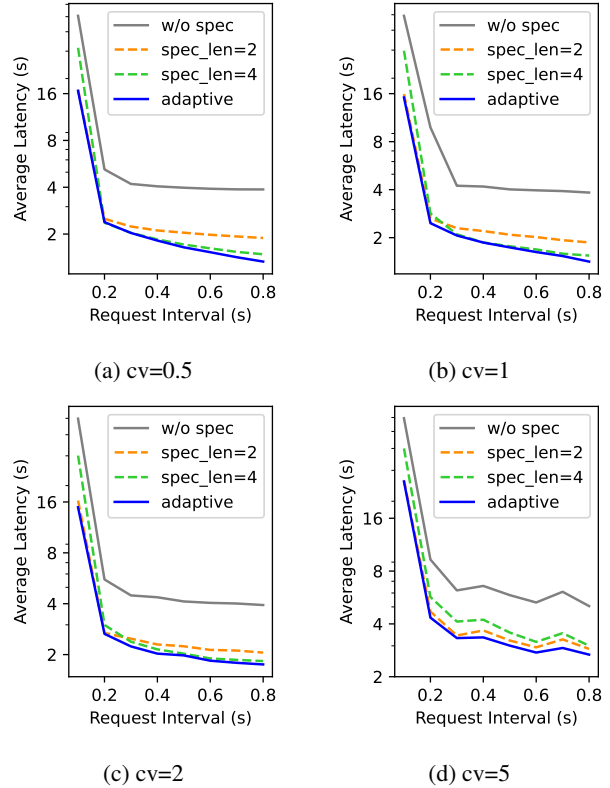 w/o spec
spec_len=2
spec_len=4
adaptive
Average Latency (s)
16
8
4
2
0.2 0.4 0.6 0.8
Request Interval (s)
(a) cv=0.5
w/o spec
spec_len=2
spec_len=4
adaptive
Average Latency (s)
16
8
4
2
0.2 0.4 0.6 0.8
Request Interval (s)
(b) cv=1
w/o spec
spec_len=2
spec_len=4
adaptive
Average Latency (s)
16
8
4
2
0.2 0.4 0.6 0.8
Request Interval (s)
(c) cv=2
w/o spec
spec_len=2
spec_len=4
adaptive
Average Latency (s)
16
8
4
2
0.2 0.4 0.6 0.8
Request Interval (s)
(d) cv=5